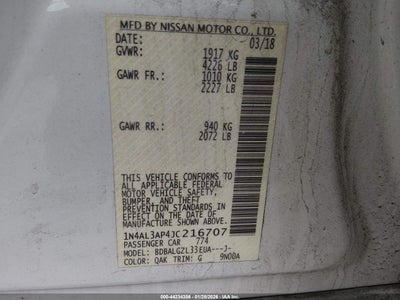 MFD BY NISSAN MOTOR CO., LTD.
DATE: 03/18
GVWR: 1917 KG
4226 LB
GAWR FR.: 1010 KG
2227 LB
GAWR RR.: 940 KG
2072 LB
THIS VEHICLE CONFORMS TO ALL
APPLICABLE FEDERAL
MOTOR VEHICLE SAFETY,
BUMPER, AND THEFT
PREVENTION STANDARDS IN
EFFECT ON THE DATE OF
MANUFACTURE SHOWN ABOVE.
1N4AL3AP4JC216707
PASSENGER CAR 774
MODEL: BDBALGZL33EUA---J-
COLOR: QAK TRIM: G 9N00A
000-44234356 - 01/28/2026 - IAA